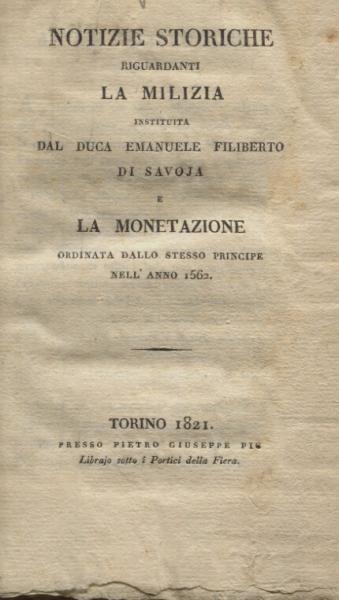 NOTIZIE STORICHE
RIGUARDANTI
LA MILIZIA
INSTITUITA
DAL DUCA EMANUELE FILIBERTO
DI SAVOJA
E
LA MONETAZIONE
ORDINATA DALLO STESSO PRINCIPE
NELL' ANNO 1562.
TORINO 1821.
PRESSO PIETRO GIUSEPPE PIC
Librajo sotto i Portici della Fiera.